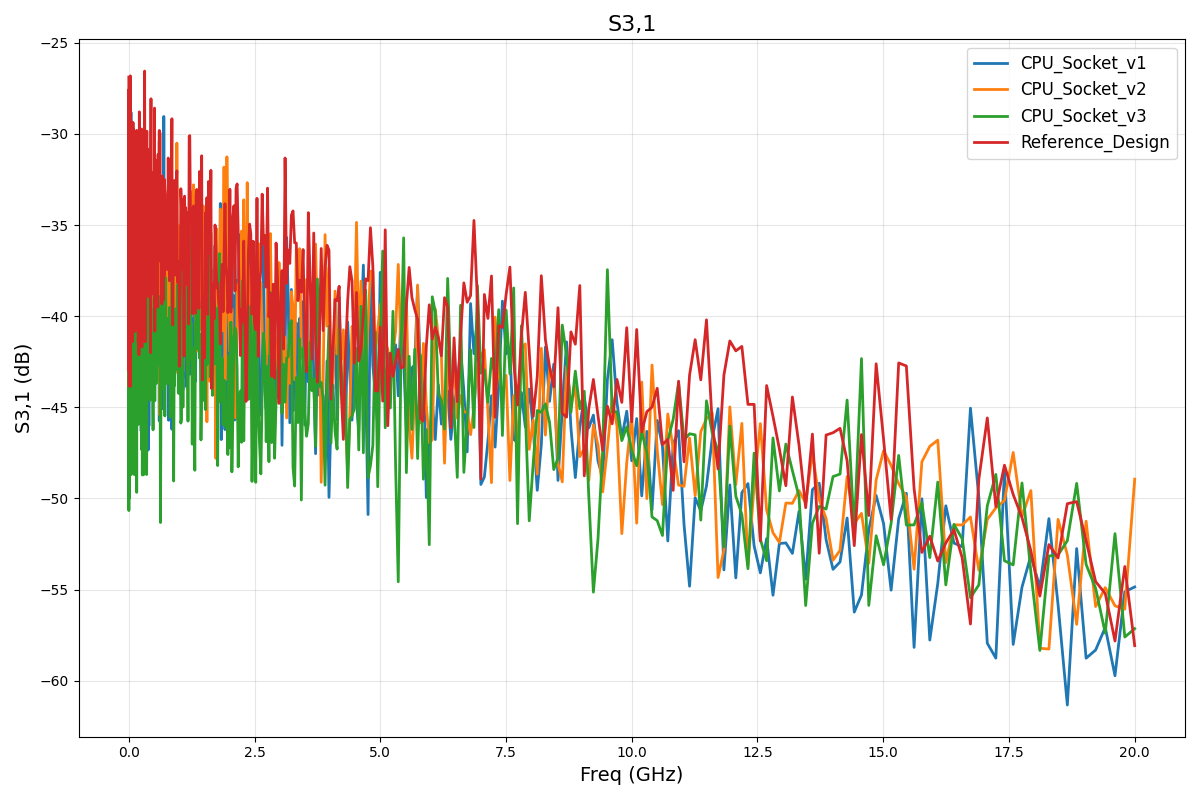 S3,1
CPU_Socket_v1
CPU_Socket_v2
CPU_Socket_v3
Reference_Design
S3,1 (dB)
−25
−30
−35
−40
−45
−50
−55
−60
0.0 2.5 5.0 7.5 10.0 12.5 15.0 17.5 20.0
Freq (GHz)